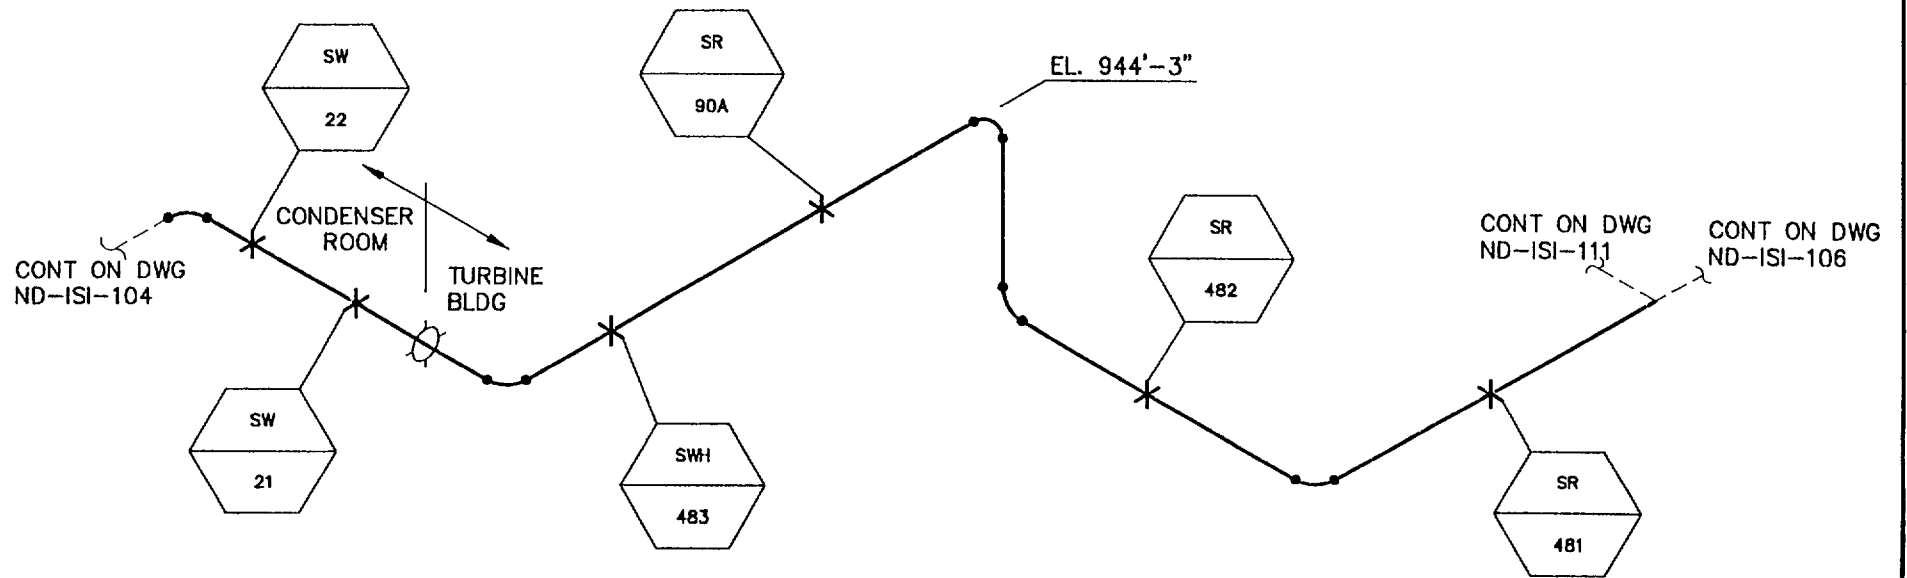 SW
22
SR
90A
EL. 944'-3"
CONDENSER
ROOM
TURBINE
BLDG
CONT ON DWG
ND-ISI-104
SR
482
CONT ON DWG
ND-ISI-111
CONT ON DWG
ND-ISI-106
SW
21
SWH
483
SR
481